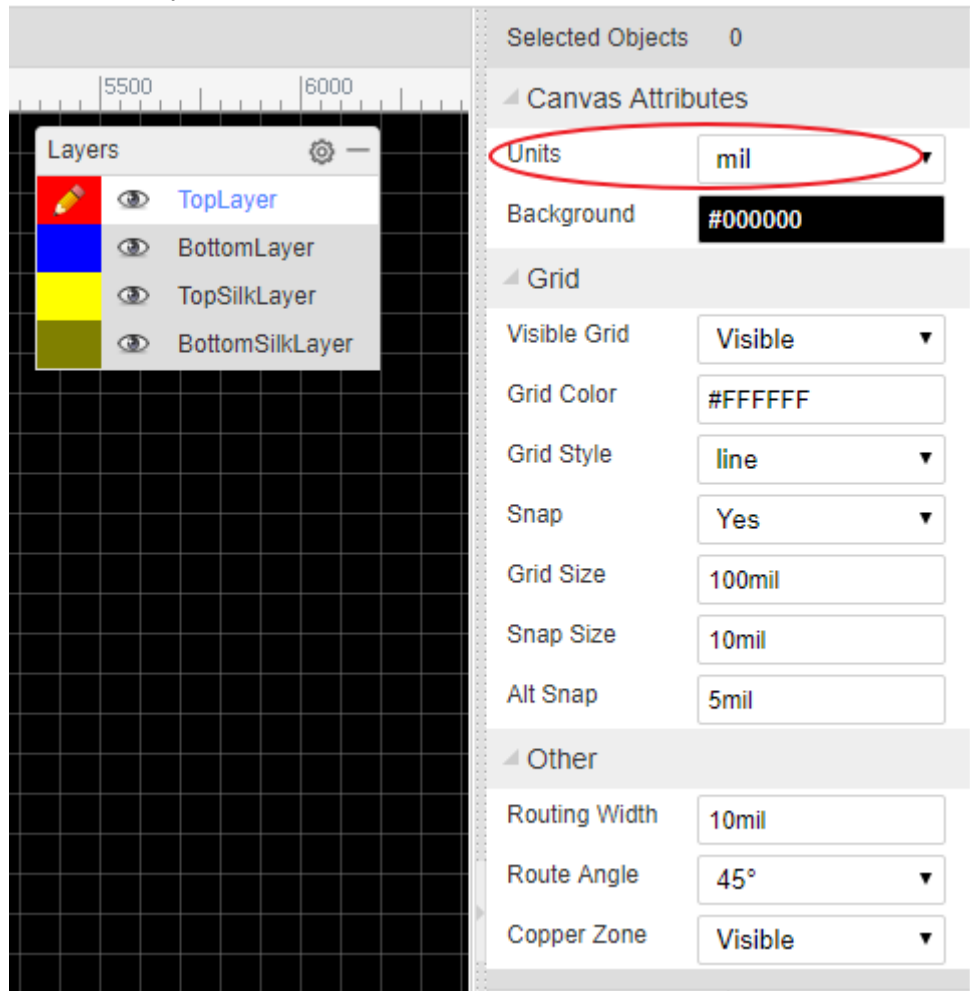 Selected Objects 0
5500 6000
Canvas Attributes
Layers
Units mil
TopLayer
Background #000000
BottomLayer
Grid
TopSilkLayer
Visible Grid Visible
BottomSilkLayer
Grid Color #FFFFFF
Grid Style line
Snap Yes
Grid Size 100mil
Snap Size 10mil
Alt Snap 5mil
Other
Routing Width 10mil
Route Angle 45°
Copper Zone Visible